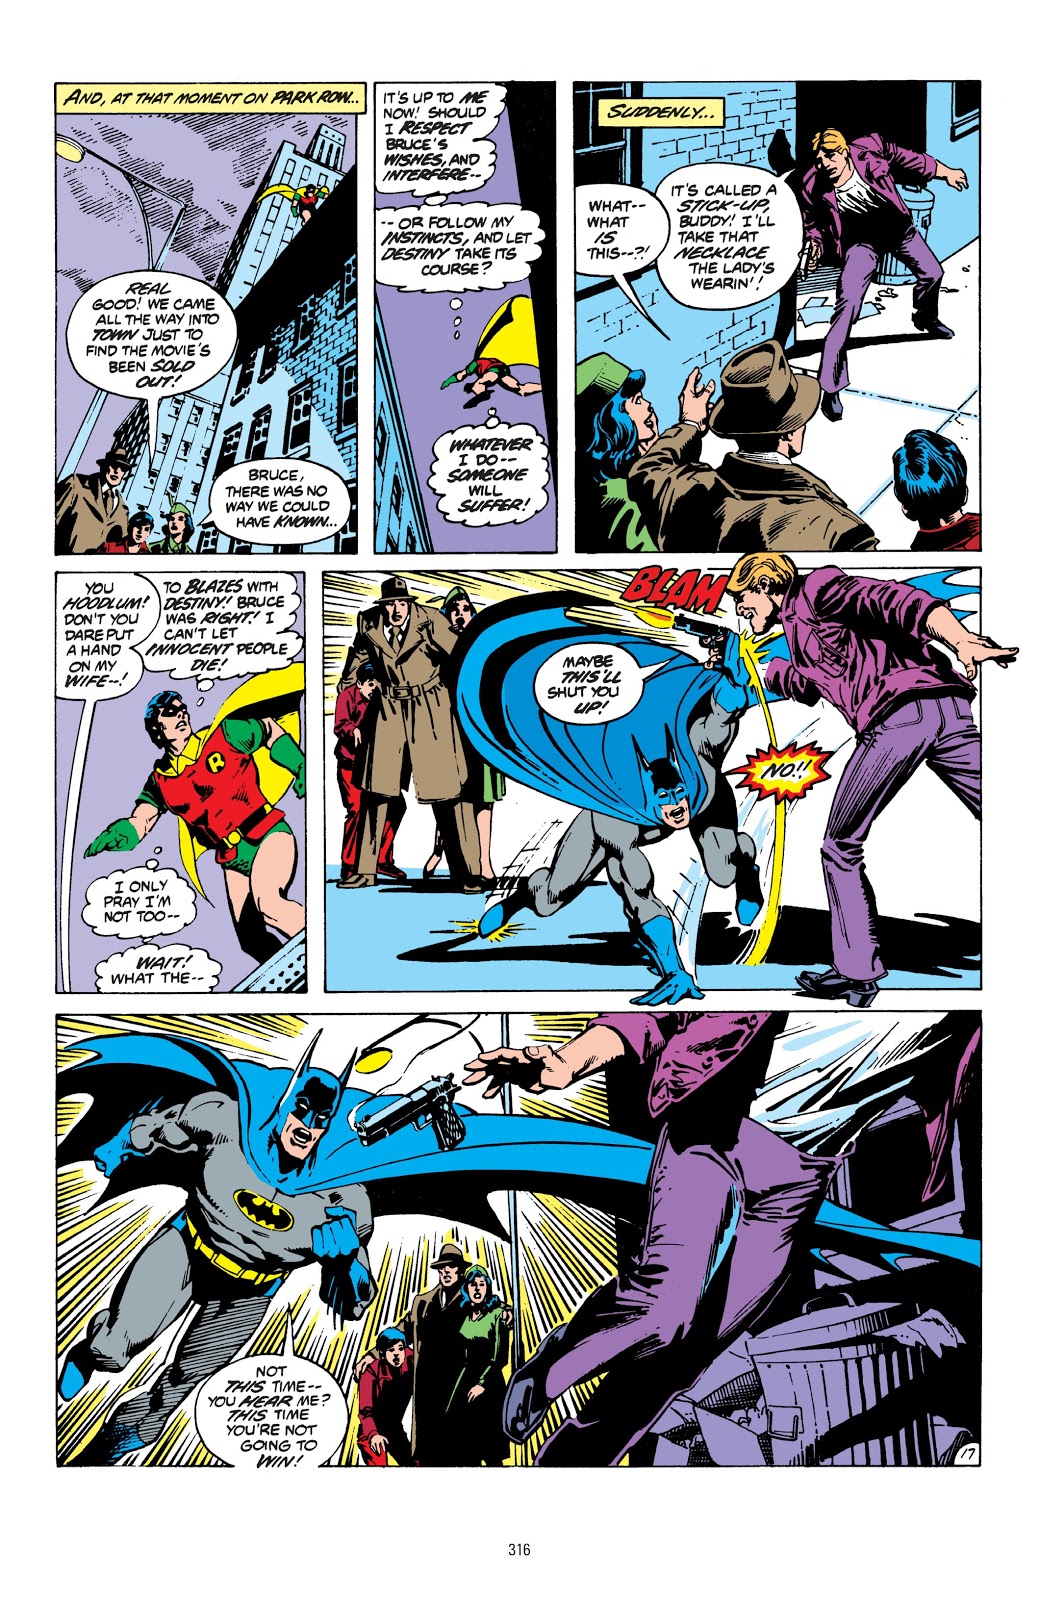 AND, AT THAT MOMENT ON PARK ROW...
REAL
GOOD! WE CAME
ALL THE WAY INTO
TOWN JUST TO
FIND THE MOVIE'S
BEEN SOLD
OUT!
BRUCE,
THERE WAS NO
WAY WE COULD
HAVE KNOWN...
IT'S UP TO ME
NOW! SHOULD
I RESPECT
BRUCE'S
WISHES, AND
INTERFERE--
-- OR FOLLOW MY
INSTINCTS, AND LET
DESTINY TAKE ITS
COURSE?
WHATEVER
I DO--
SOMEONE
WILL
SUFFER!
SUDDENLY...
WHAT--
WHAT
IS
THIS--?!
IT'S CALLED A
STICK-UP,
BUDDY! I'LL
TAKE THAT
NECKLACE
THE LADY'S
WEARIN'!
YOU
HOODLUM!
DON'T YOU
DARE PUT
A HAND
ON MY
WIFE--!
TO BLAZES WITH
DESTINY! BRUCE
WAS RIGHT! I
CAN'T LET
INNOCENT PEOPLE
DIE!
R
I ONLY
PRAY I'M
NOT TOO--
WAIT!
WHAT THE--
BLAM
MAYBE
THIS'LL
SHUT YOU
UP!
NO!!
NOT
THIS TIME--
YOU HEAR ME?
THIS TIME
YOU'RE NOT
GOING TO
WIN!
17
316